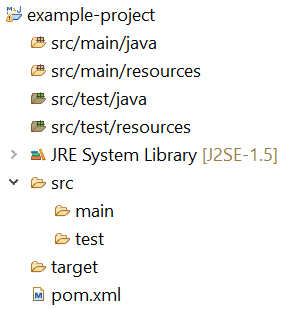 example-project
src/main/java
src/main/resources
src/test/java
src/test/resources
JRE System Library [J2SE-1.5]
src
main
test
target
pom.xml